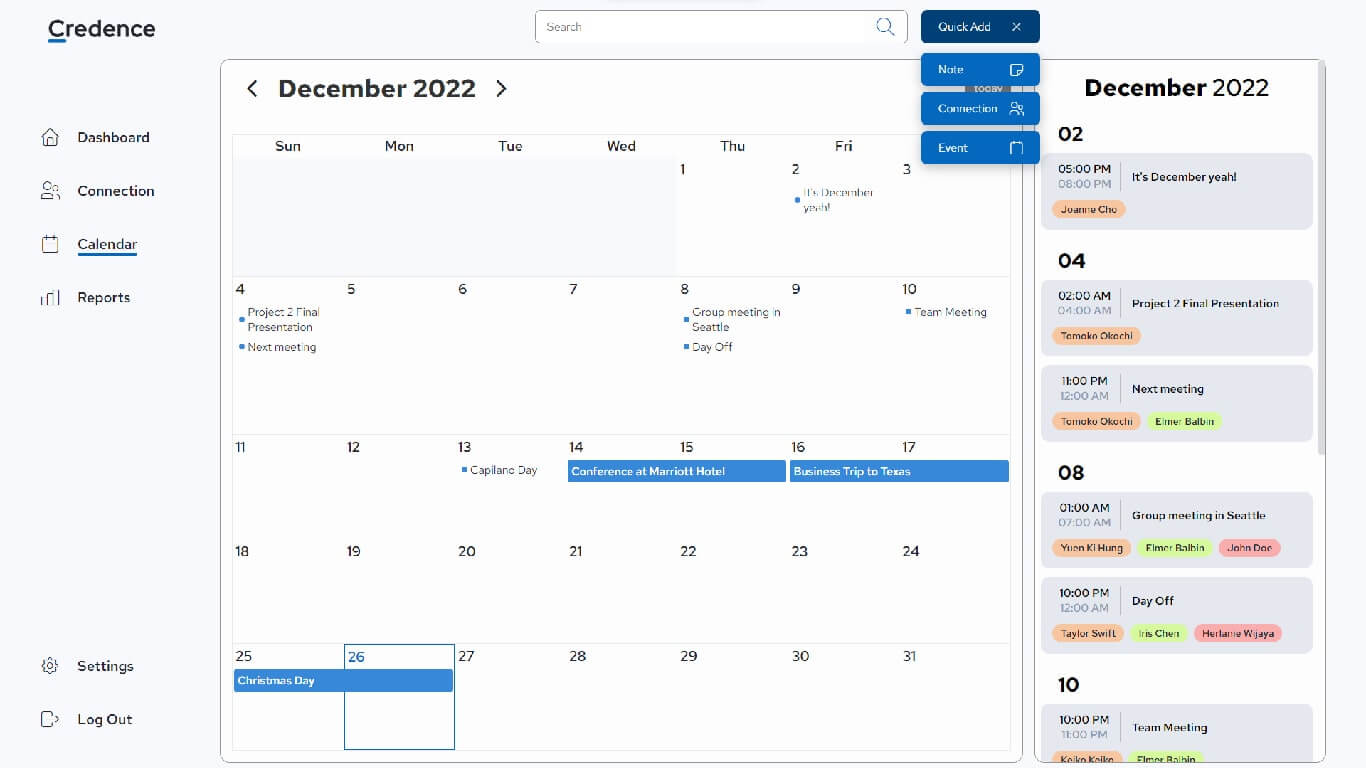 Credence
Search
Quick Add
Note
Connection
Event
Dashboard
Connection
Calendar
Reports
Settings
Log Out
December 2022
today
Sun Mon Tue Wed Thu Fri
1 2 3
It's December
yeah!
4 5 6 7 8 9 10
Project 2 Final
Presentation
Next meeting
Group meeting in
Seattle
Day Off
Team Meeting
11 12 13 14 15 16 17
Capilano Day
Conference at Marriott Hotel
Business Trip to Texas
18 19 20 21 22 23 24
25 26 27 28 29 30 31
Christmas Day
December 2022
02
05:00 PM
08:00 PM
It's December yeah!
Joanne Cho
04
02:00 AM
04:00 AM
Project 2 Final Presentation
Tomoko Okochi
11:00 PM
12:00 AM
Next meeting
Tomoko Okochi Elmer Balbin
08
01:00 AM
07:00 AM
Group meeting in Seattle
Yuen Ki Hung Elmer Balbin John Doe
10:00 PM
12:00 AM
Day Off
Taylor Swift Iris Chen Herlame Wijaya
10
10:00 PM
11:00 PM
Team Meeting
Keiko Keiko Elmer Balbin